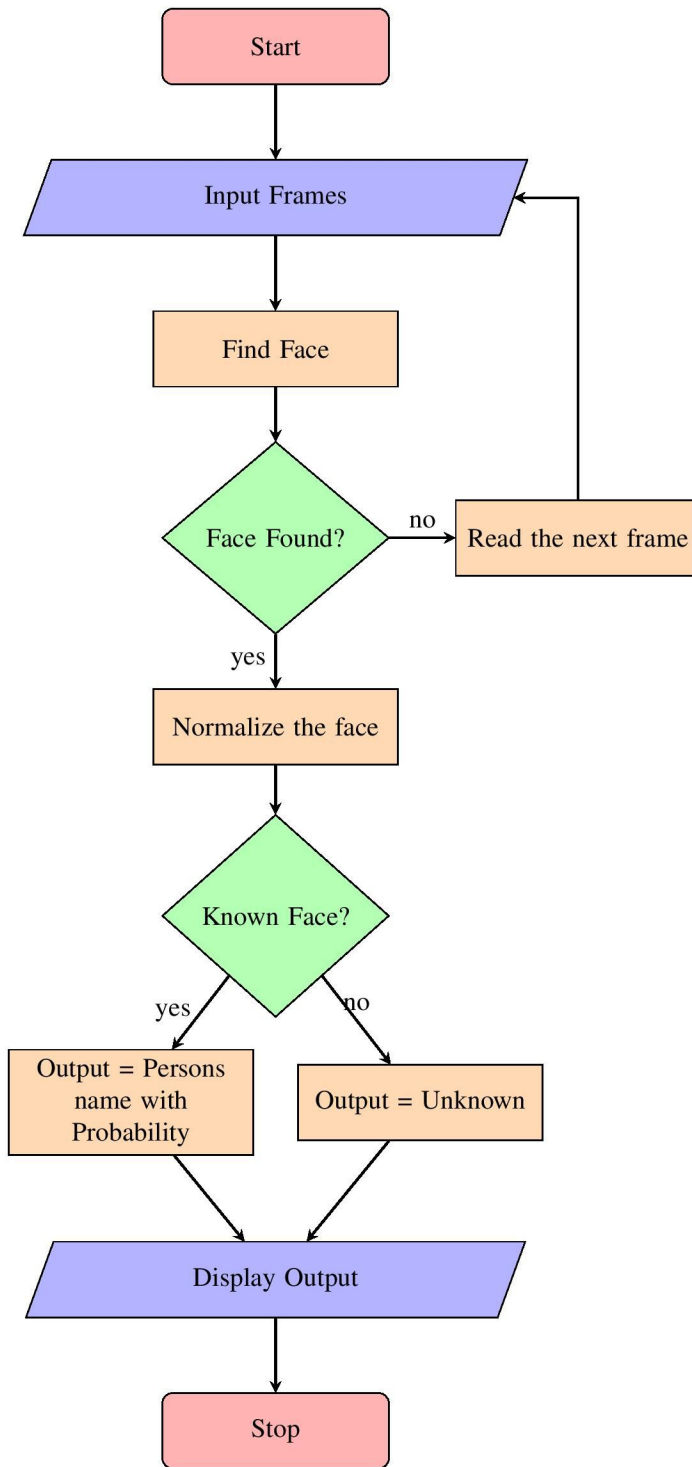 Start
Input Frames
Find Face
Face Found?
no
Read the next frame
yes
Normalize the face
Known Face?
yes
no
Output = Persons
name with
Probability
Output = Unknown
Display Output
Stop